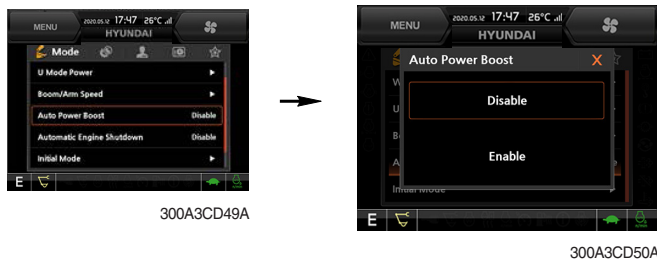 MENU
2020.05.12 17:47 26°C
HYUNDAI
Mode
U Mode Power ▶
Boom/Arm Speed ▶
Auto Power Boost Disable
Automatic Engine Shutdown Disable
Initial Mode ▶
E
300A3CD49A
MENU
2020.05.12 17:47 26°C
HYUNDAI
Auto Power Boost X
W
U
B
A
Disable
Enable
Initial Mode
E
300A3CD50A